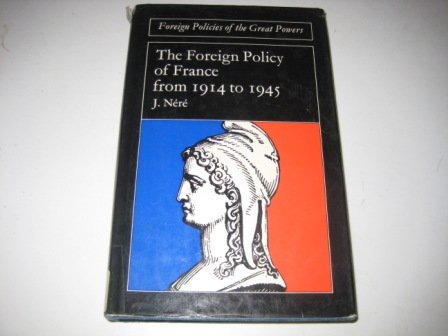 Foreign Policies of the Great Powers
The Foreign Policy
of France
from 1914 to 1945
J. Néré